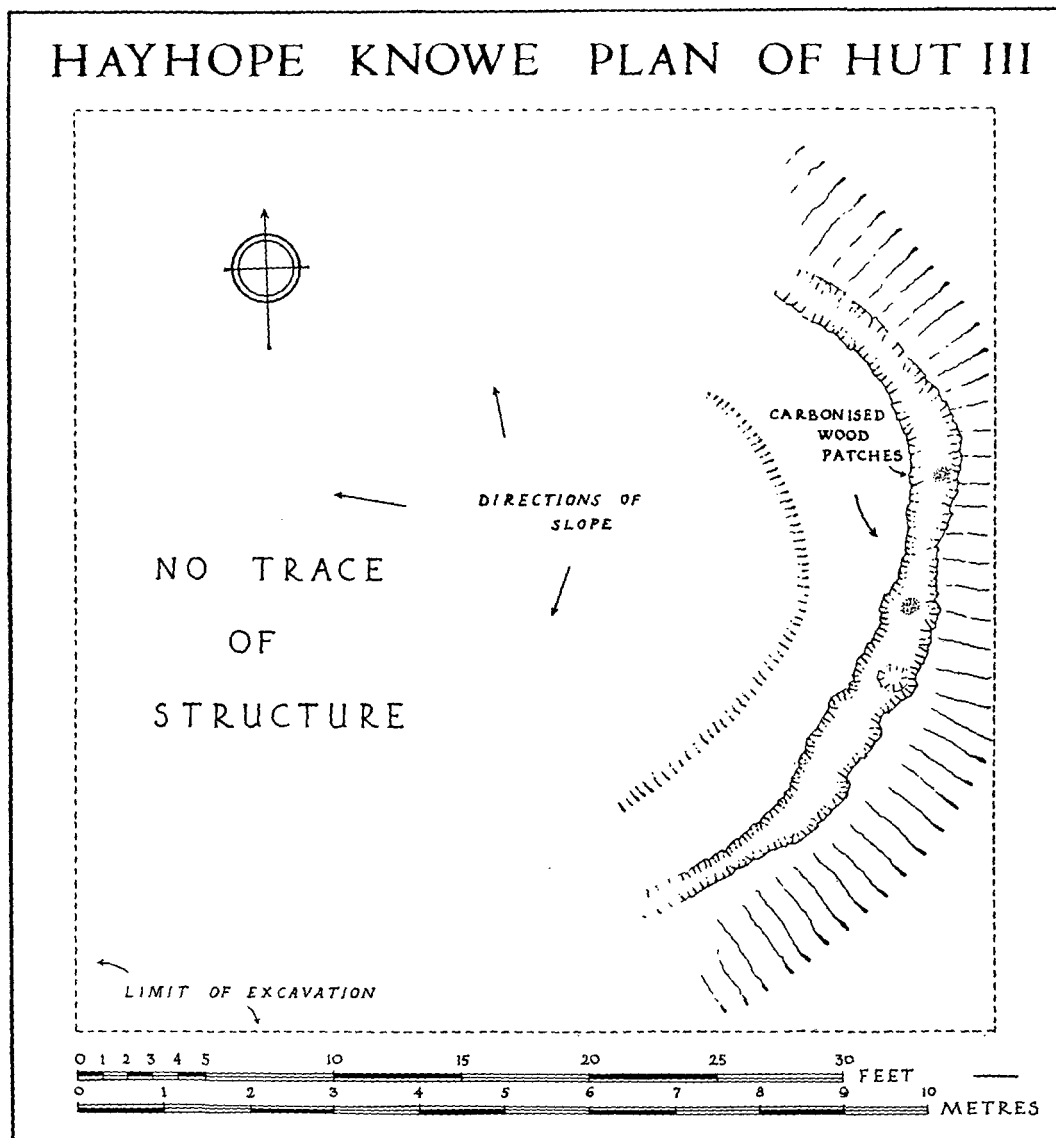 HAYHOPE KNOWE PLAN OF HUT III
CARBONISED
WOOD
PATCHES
DIRECTIONS OF
SLOPE
NO TRACE
OF
STRUCTURE
LIMIT OF EXCAVATION
0 1 2 3 4 5 10 15 20 25 30 FEET
0 1 2 3 4 5 6 7 8 9 10 METRES